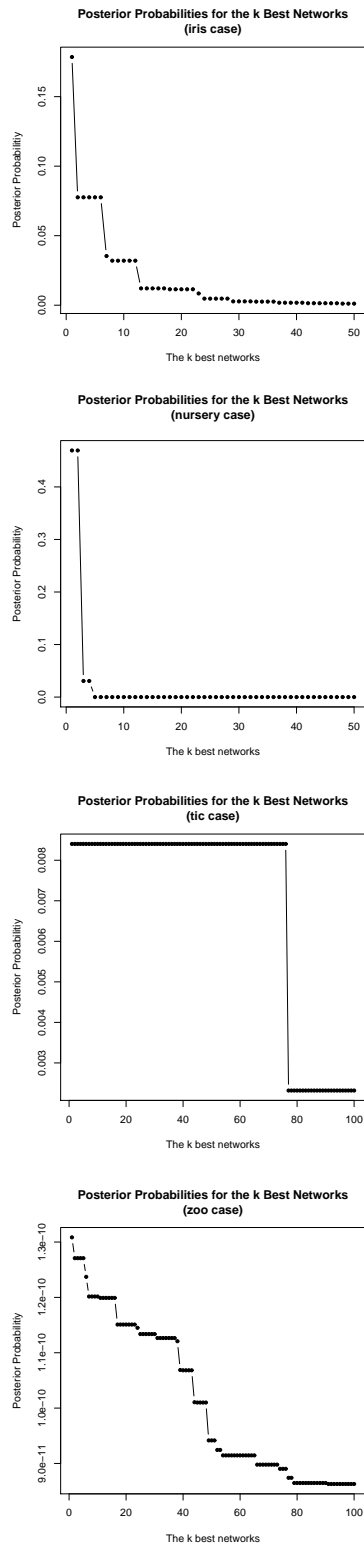 Posterior Probabilities for the k Best Networks
(iris case)
Posterior Probabilitiy
0.15
0.10
0.05
0.00
0 10 20 30 40 50
The k best networks
Posterior Probabilities for the k Best Networks
(nursery case)
Posterior Probabilitiy
0.4
0.3
0.2
0.1
0.0
0 10 20 30 40 50
The k best networks
Posterior Probabilities for the k Best Networks
(tic case)
Posterior Probabilitiy
0.008
0.007
0.006
0.005
0.004
0.003
0 20 40 60 80 100
The k best networks
Posterior Probabilities for the k Best Networks
(zoo case)
Posterior Probabilitiy
1.3e-10
1.2e-10
1.1e-10
1.0e-10
9.0e-11
0 20 40 60 80 100
The k best networks